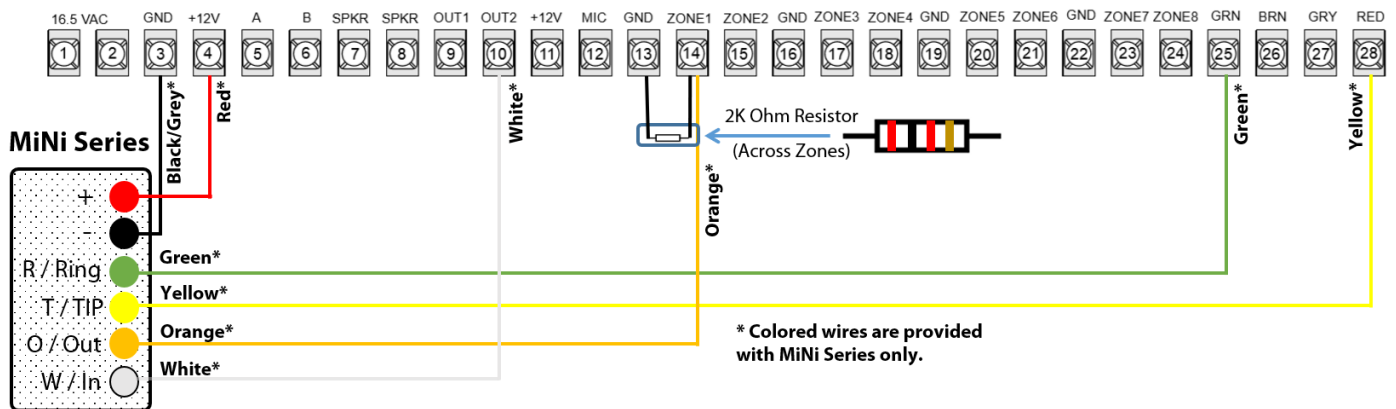 16.5 VAC GND +12V A B SPKR SPKR OUT1 OUT2 +12V MIC GND ZONE1 ZONE2 GND ZONE3 ZONE4 GND ZONE5 ZONE6 GND ZONE7 ZONE8 GRN BRN GRY RED
1 2 3 4 5 6 7 8 9 10 11 12 13 14 15 16 17 18 19 20 21 22 23 24 25 26 27 28
Black/Grey*
Red*
White*
Orange*
2K Ohm Resistor
(Across Zones)
Green*
Yellow*
MiNi Series
+
-
R / Ring
Green*
T / TIP
Yellow*
O / Out
Orange*
W / In
White*
* Colored wires are provided
with MiNi Series only.